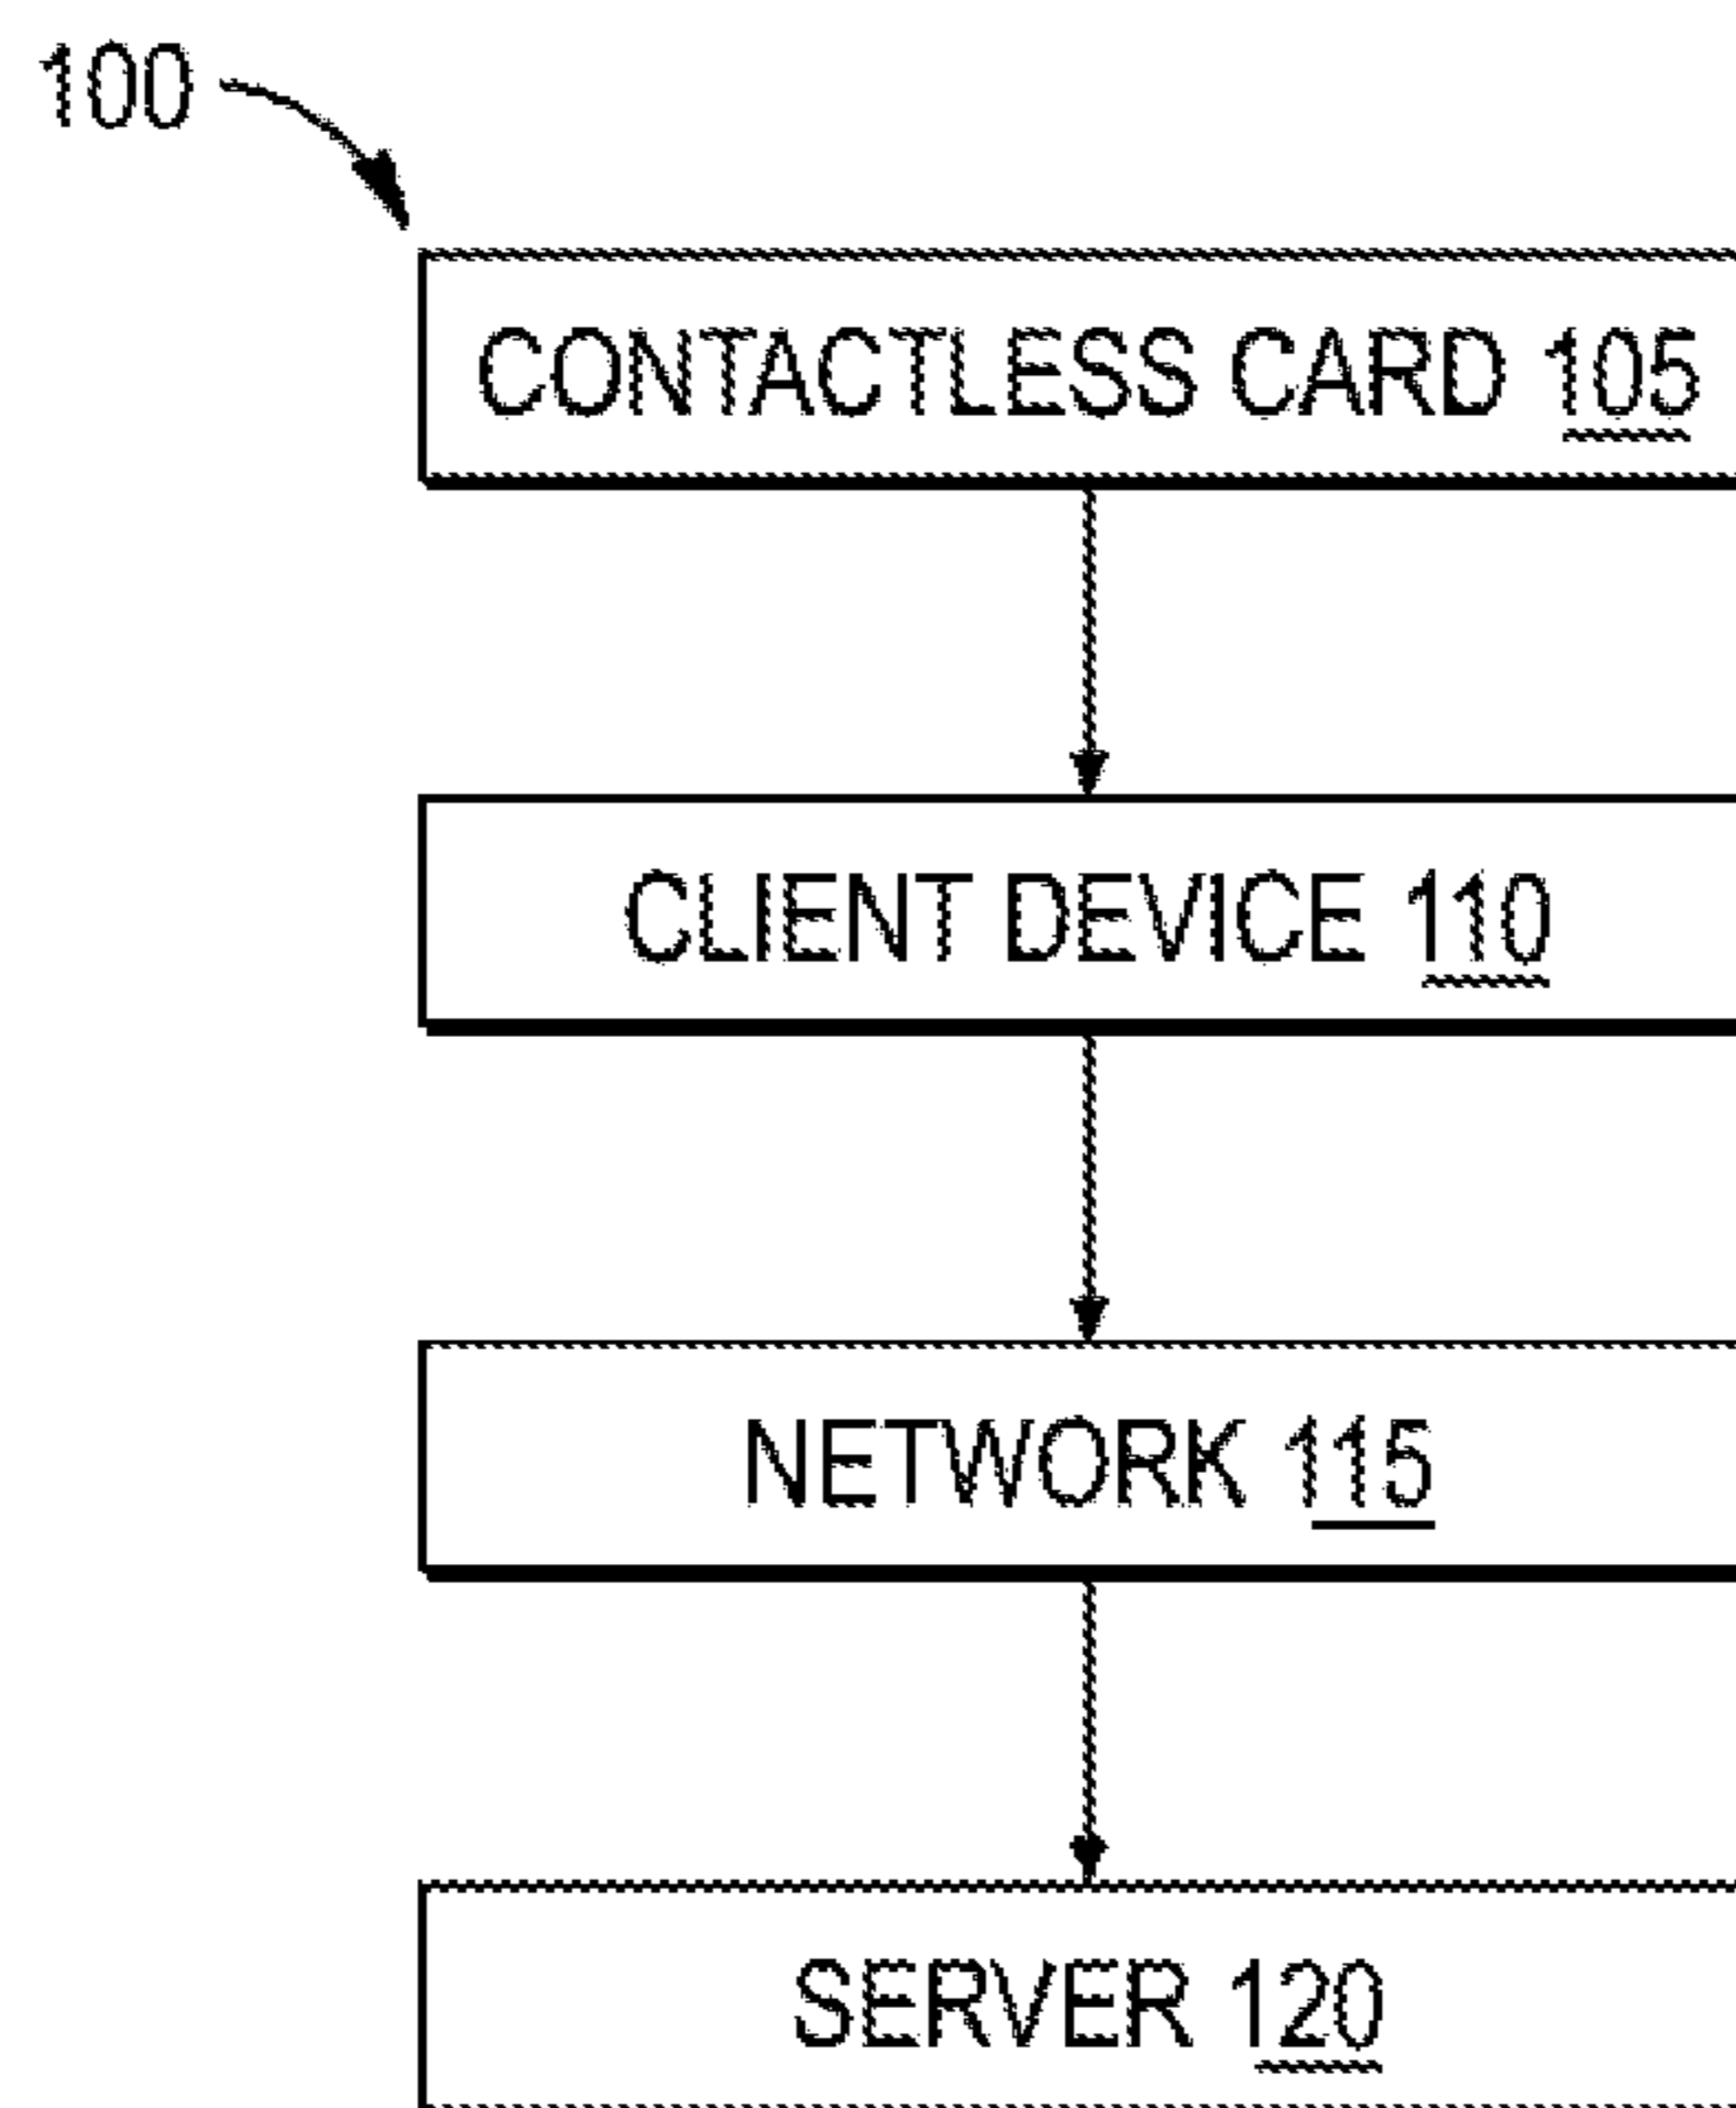 100
CONTACTLESS CARD 105
CLIENT DEVICE 110
NETWORK 115
SERVER 120